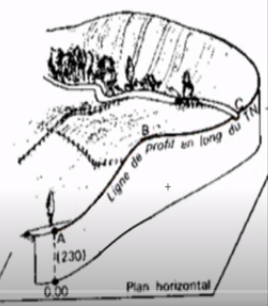 C
B
Ligne de profil en long du TN
A
(230)
0.00
Plan horizontal